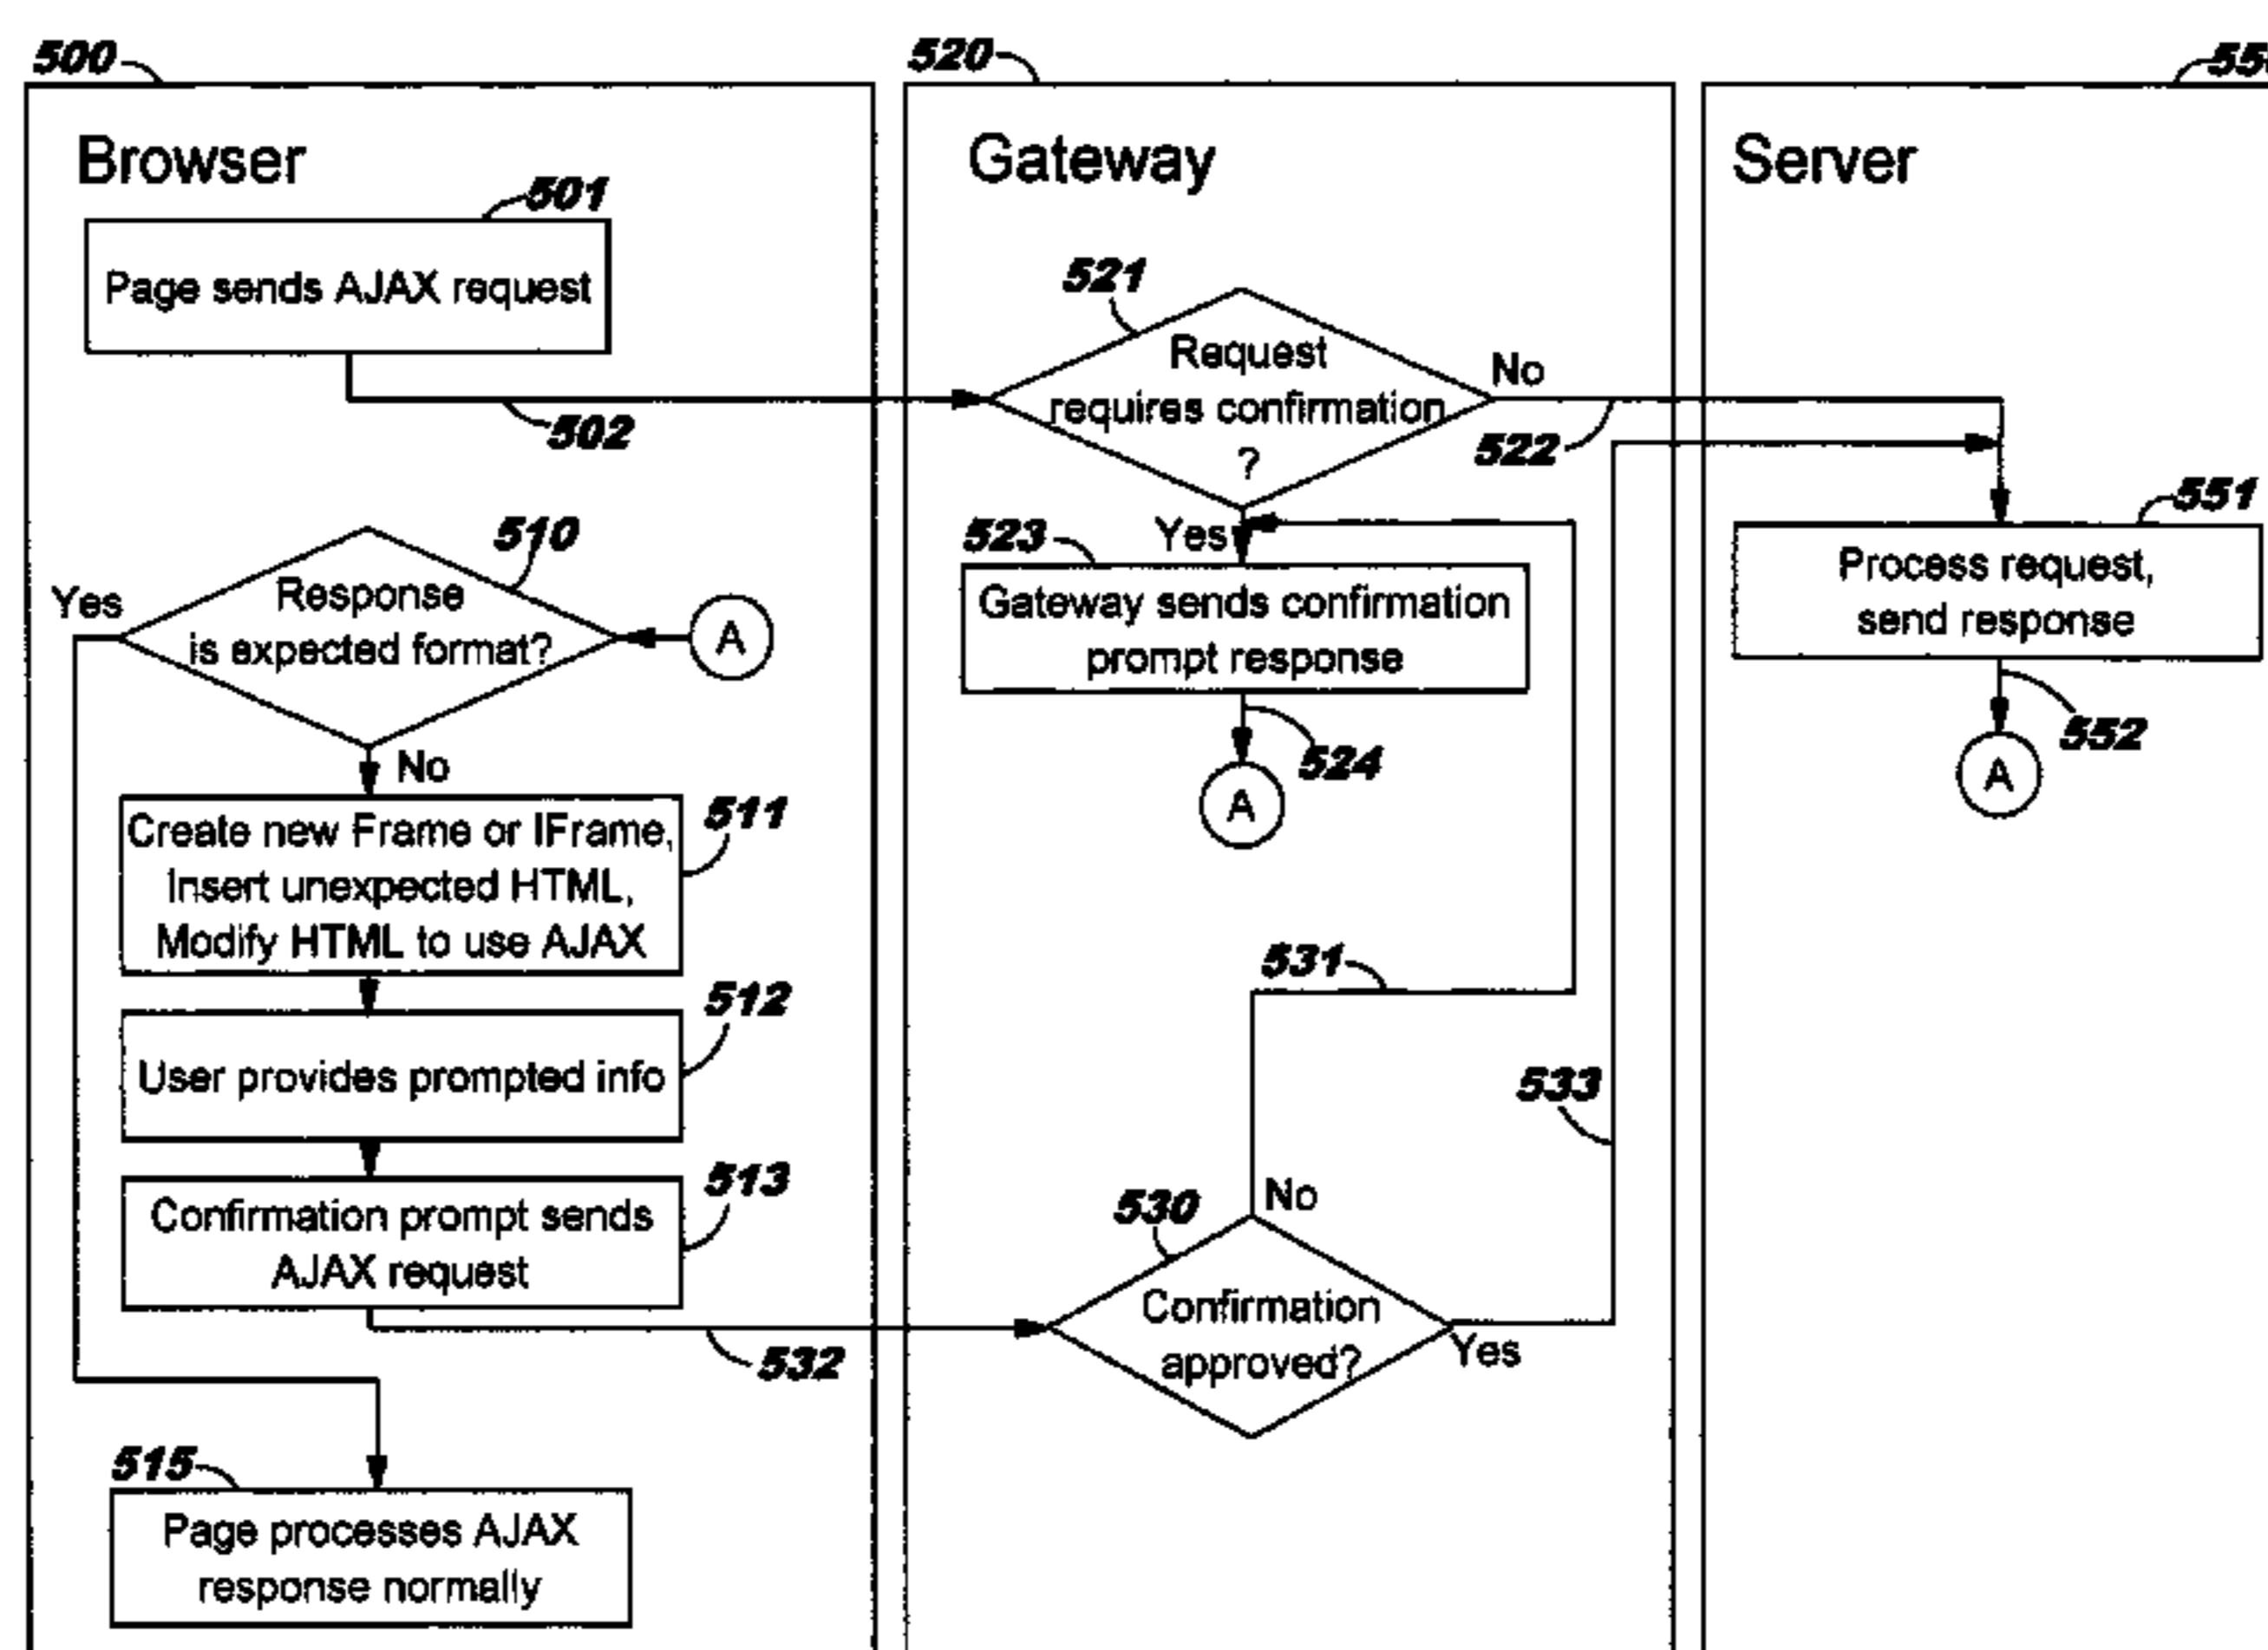 500
520
Browser
Gateway
Server
501
Page sends AJAX request
502
521
Request
requires confirmation
?
No
522
Yes
551
Process request,
send response
552
A
523
Gateway sends confirmation
prompt response
524
A
510
Response
is expected format?
Yes
A
No
Create new Frame or IFrame,
Insert unexpected HTML,
Modify HTML to use AJAX
511
User provides prompted info
512
Confirmation prompt sends
AJAX request
513
532
531
533
530
No
Confirmation
approved?
Yes
515
Page processes AJAX
response normally